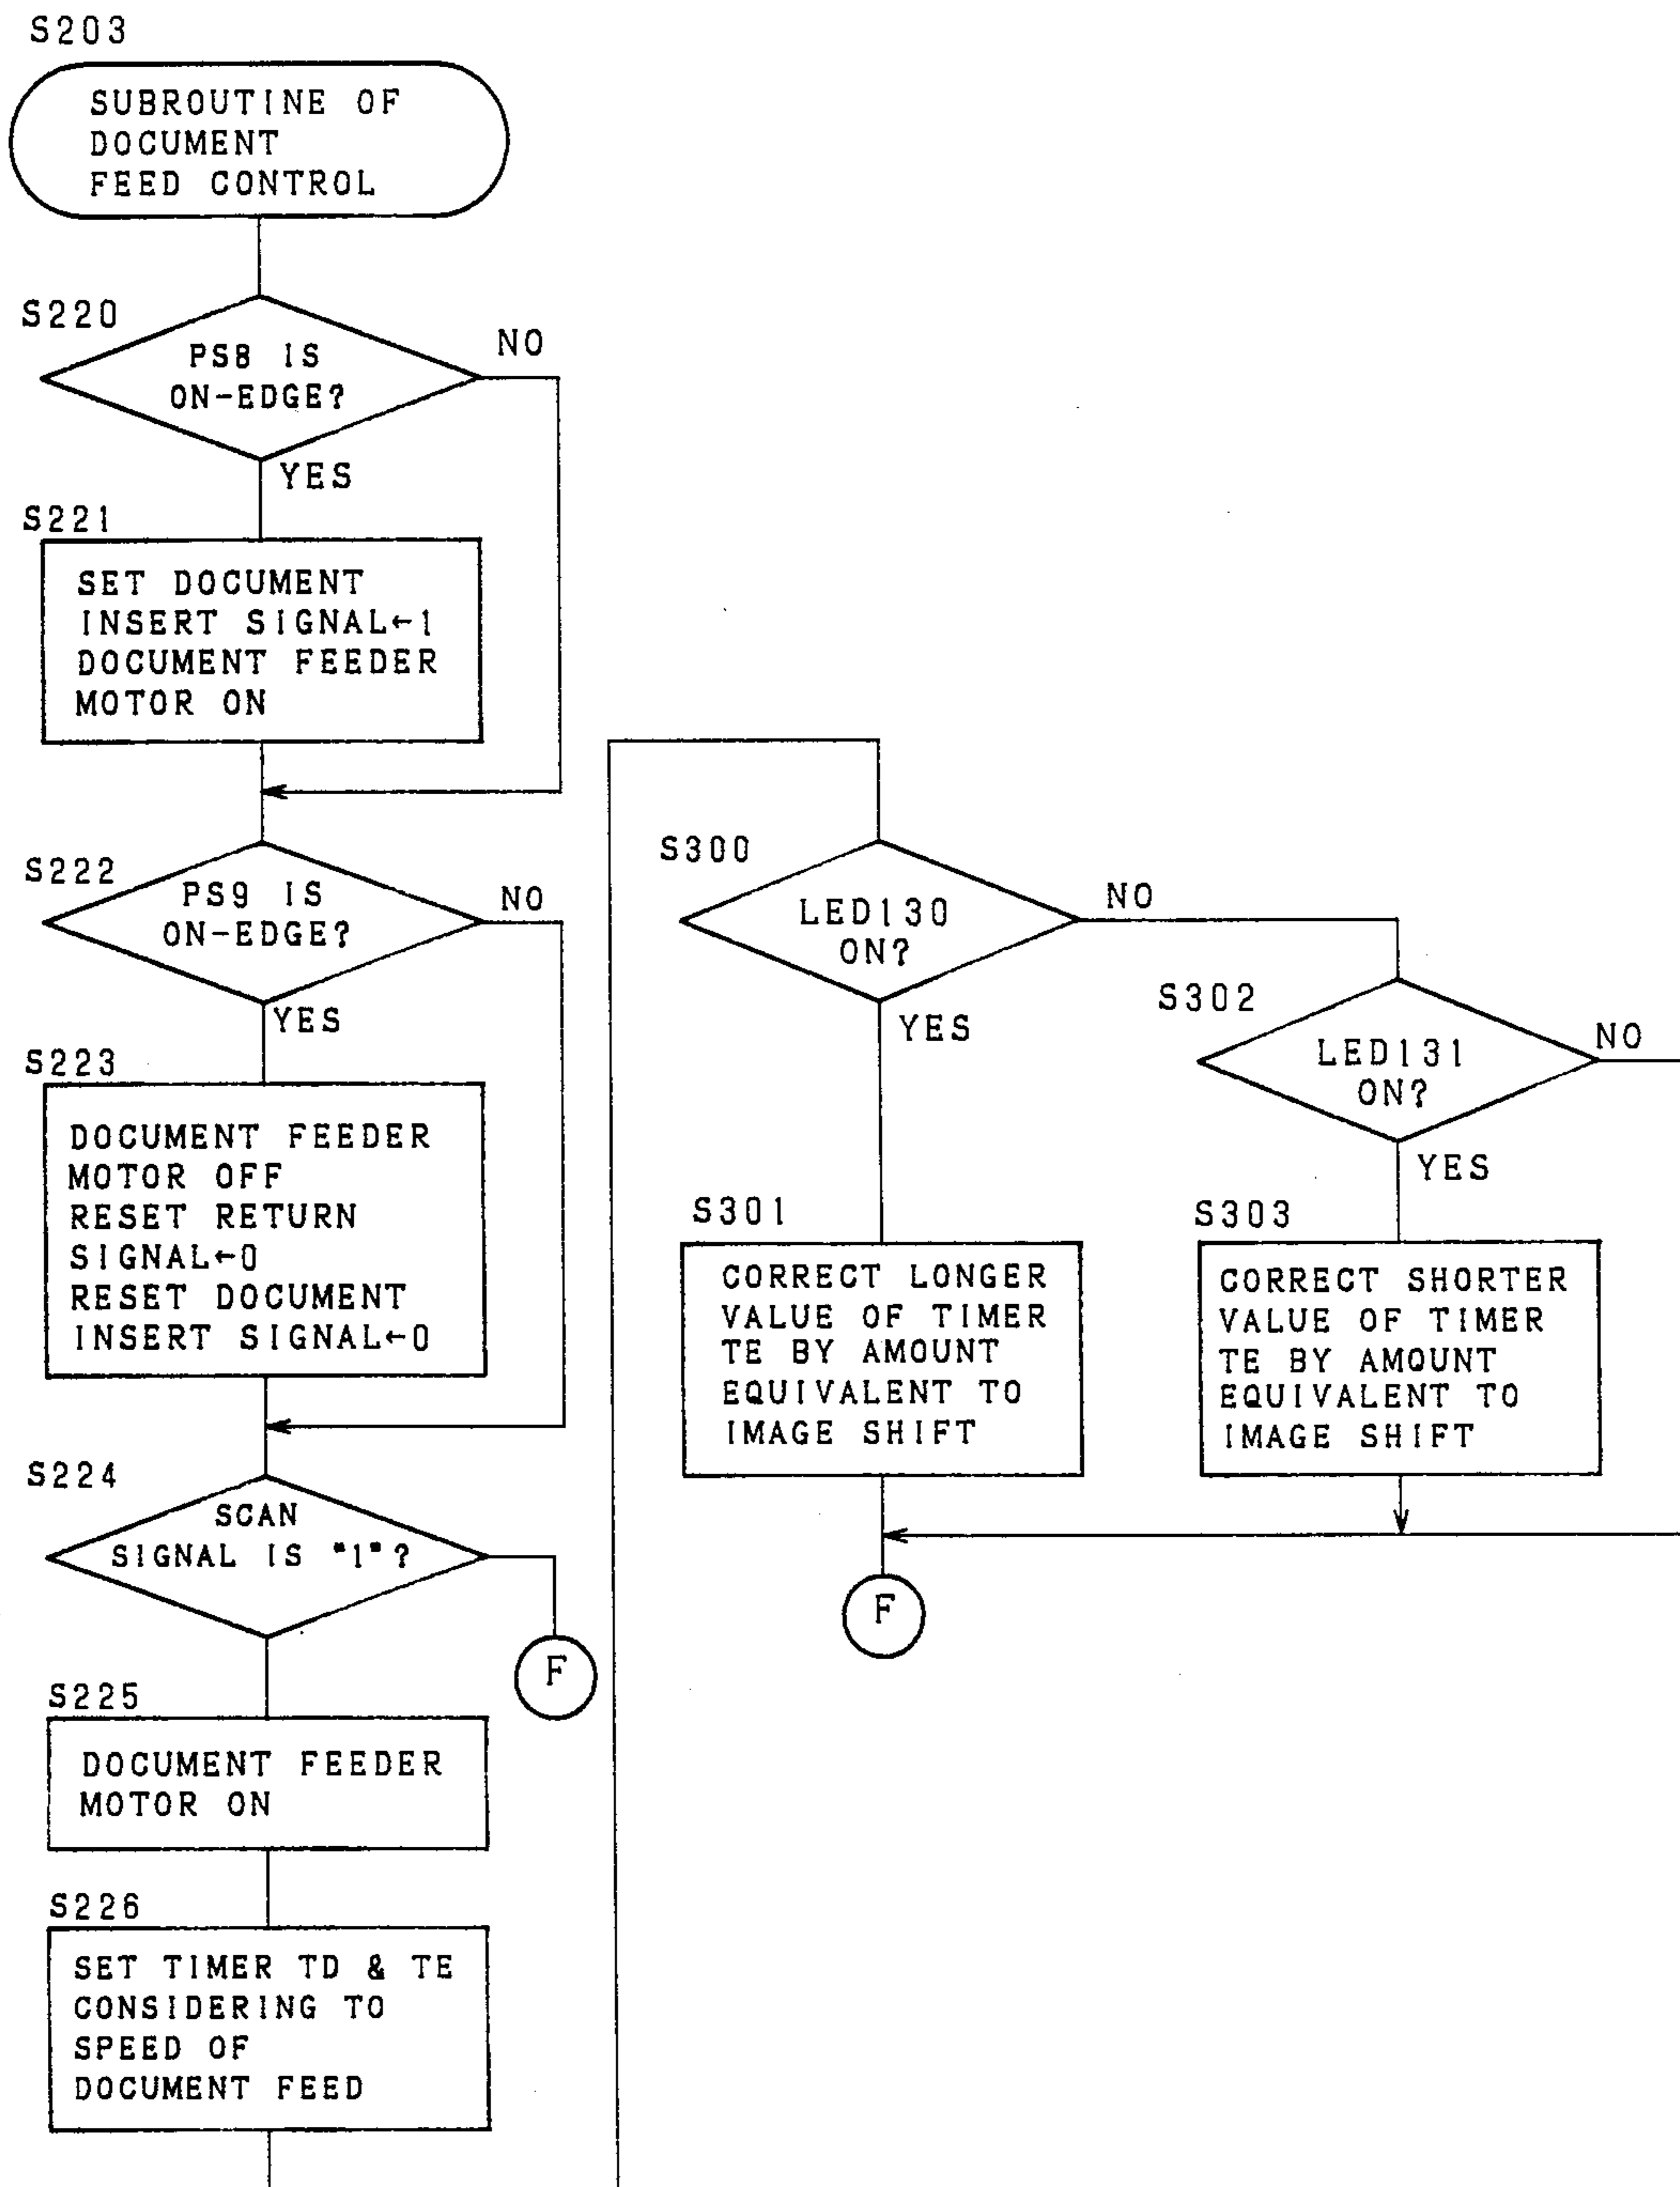 S203
SUBROUTINE OF
DOCUMENT
FEED CONTROL
S220
PS8 IS
ON-EDGE?
NO
YES
S221
SET DOCUMENT
INSERT SIGNAL←1
DOCUMENT FEEDER
MOTOR ON
S222
PS9 IS
ON-EDGE?
NO
YES
S223
DOCUMENT FEEDER
MOTOR OFF
RESET RETURN
SIGNAL←0
RESET DOCUMENT
INSERT SIGNAL←0
S224
SCAN
SIGNAL IS "1"?
F
S225
DOCUMENT FEEDER
MOTOR ON
S226
SET TIMER TD & TE
CONSIDERING TO
SPEED OF
DOCUMENT FEED
S300
LED130
ON?
NO
YES
S301
CORRECT LONGER
VALUE OF TIMER
TE BY AMOUNT
EQUIVALENT TO
IMAGE SHIFT
S302
LED131
ON?
NO
YES
S303
CORRECT SHORTER
VALUE OF TIMER
TE BY AMOUNT
EQUIVALENT TO
IMAGE SHIFT
F